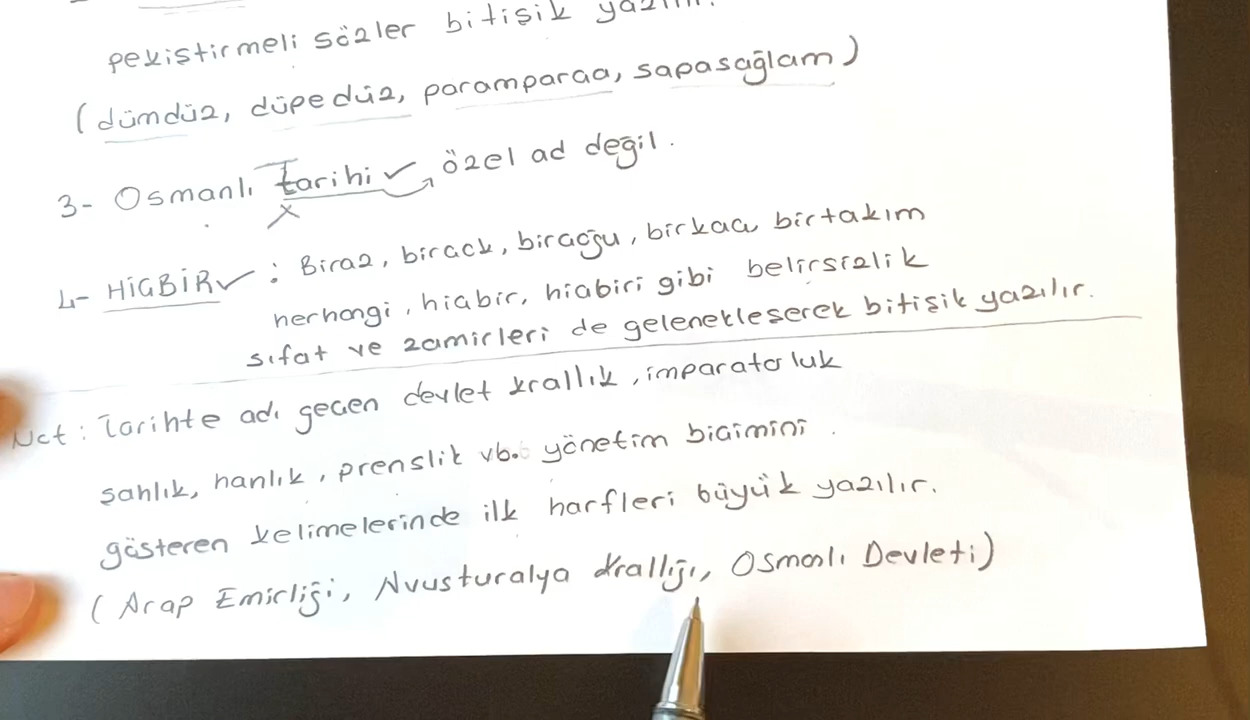 pekiştirmeli sözler bitişik yazılır.
(dümdüz, düpedüz, paramparça, sapasağlam)
3- Osmanlı tarihi ✓ özel ad değil.
4- HİÇBİR ✓ : Biraz, birçok, birçoğu, birkaç, birtakım
herhangi, hiçbir, hiçbiri gibi belirsizlik
sıfat ve zamirleri de gelenekleşerek bitişik yazılır.
Not: Tarihte adı geçen devlet krallık, imparatorluk
şahlık, hanlık, prenslik vb. yönetim biçimini
gösteren kelimelerinde ilk harfleri büyük yazılır.
(Arap Emirliği, Avusturalya Krallığı, Osmanlı Devleti)